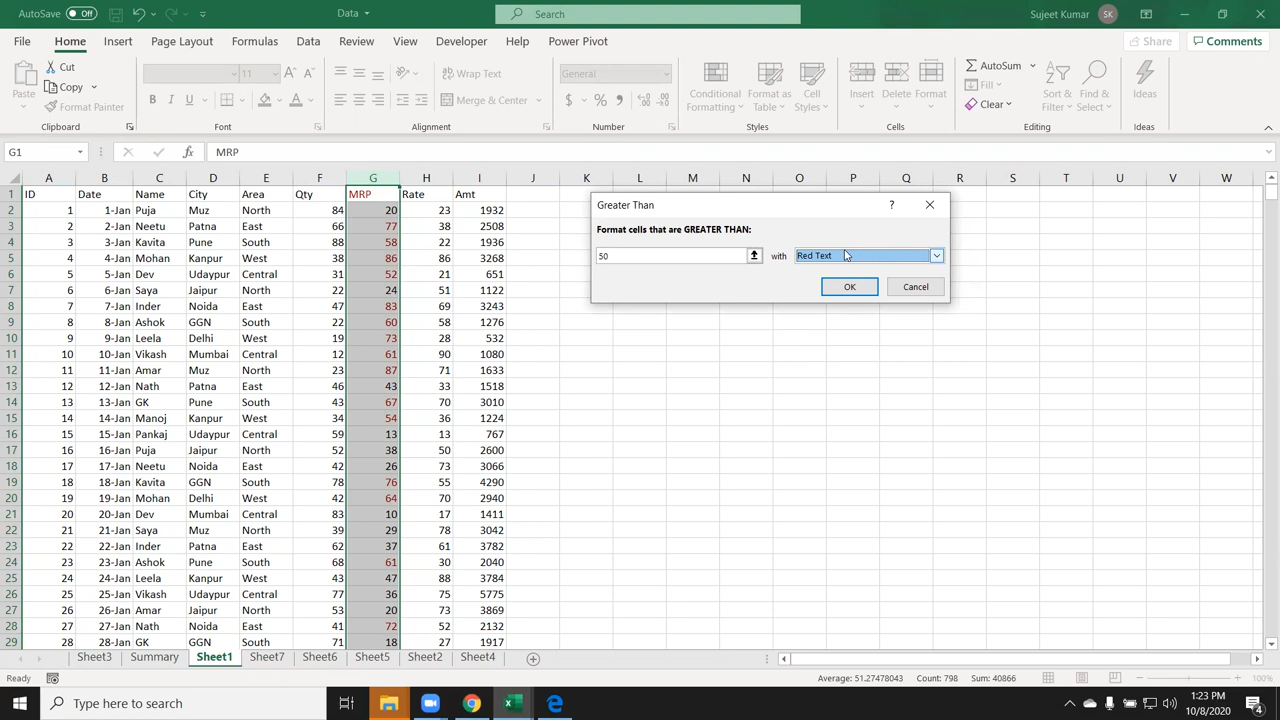 AutoSave Off Data Search Sujeet Kumar SK
File Home Insert Page Layout Formulas Data Review View Developer Help Power Pivot Share Comments
Paste Cut Copy Format Painter Clipboard
11 B I U A A A Font
Wrap Text Merge & Center Alignment
General $ % Number
Conditional Formatting Format as Table Cell Styles Styles
Insert Delete Format Cells
AutoSum Fill Clear Sort & Filter Find & Select Editing
Ideas Ideas
G1 fx MRP
A B C D E F G H I J K L M N O P Q R S T U V W
1 ID Date Name City Area Qty MRP Rate Amt
2 1 1-Jan Puja Muz North 84 20 23 1932
3 2 2-Jan Neetu Patna East 66 77 38 2508
4 3 3-Jan Kavita Pune South 88 58 22 1936
5 4 4-Jan Mohan Kanpur West 38 86 86 3268
6 5 5-Jan Dev Udaypur Central 31 52 21 651
7 6 6-Jan Saya Jaipur North 22 24 51 1122
8 7 7-Jan Inder Noida East 47 83 69 3243
9 8 8-Jan Ashok GGN South 22 60 58 1276
10 9 9-Jan Leela Delhi West 19 73 28 532
11 10 10-Jan Vikash Mumbai Central 12 61 90 1080
12 11 11-Jan Amar Muz North 23 87 71 1633
13 12 12-Jan Nath Patna East 46 43 33 1518
14 13 13-Jan GK Pune South 43 67 70 3010
15 14 14-Jan Manoj Kanpur West 34 54 36 1224
16 15 15-Jan Pankaj Udaypur Central 59 13 13 767
17 16 16-Jan Puja Jaipur North 52 38 50 2600
18 17 17-Jan Neetu Noida East 42 26 73 3066
19 18 18-Jan Kavita GGN South 78 76 55 4290
20 19 19-Jan Mohan Delhi West 42 64 70 2940
21 20 20-Jan Dev Mumbai Central 83 10 17 1411
22 21 21-Jan Saya Muz North 39 29 78 3042
23 22 22-Jan Inder Patna East 62 37 61 3782
24 23 23-Jan Ashok Pune South 68 61 30 2040
25 24 24-Jan Leela Kanpur West 43 47 88 3784
26 25 25-Jan Vikash Udaypur Central 77 36 75 5775
27 26 26-Jan Amar Jaipur North 53 20 73 3869
28 27 27-Jan Nath Noida East 41 72 52 2132
29 28 28-Jan GK GGN South 71 18 27 1917
Greater Than ?
Format cells that are GREATER THAN:
50 with Red Text
OK Cancel
Sheet3 Summary Sheet1 Sheet7 Sheet6 Sheet5 Sheet2 Sheet4
Ready Average: 51.27478043 Count: 798 Sum: 40866 100%
Type here to search 1:23 PM
10/8/2020 4